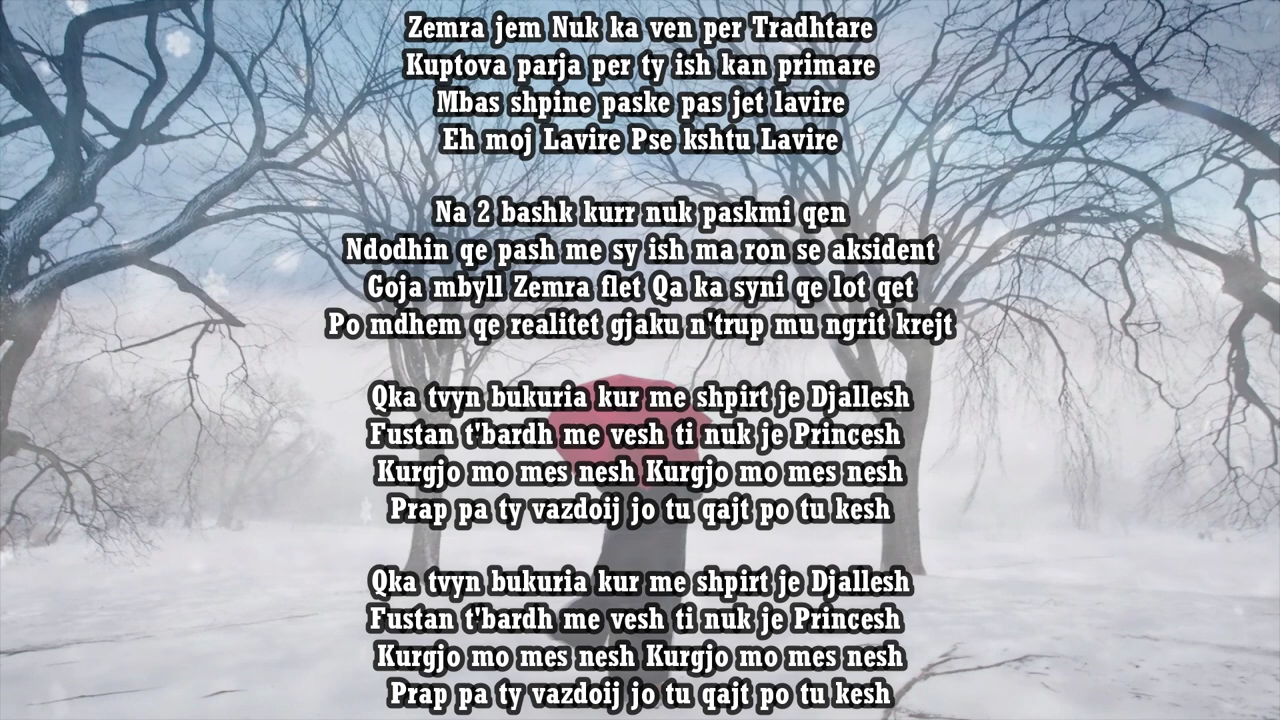 Zemra jem Nuk ka ven per Tradhtare
Kuptova parja per ty ish kan primare
Mbas shpine paske pas jet lavire
Eh moj Lavire Pse kshtu Lavire
Na 2 bashk kurr nuk paskmi qen
Ndodhin qe pash me sy ish ma ron se aksident
Goja mbyll Zemra flet Qa ka syni qe lot qet
Po mdhem qe realitet gjaku n'trup mu ngrit krejt
Qka tvyn bukuria kur me shpirt je Djallesh
Fustan t'bardh me vesh ti nuk je Princesh
Kurgjo mo mes nesh Kurgjo mo mes nesh
Prap pa ty vazdoij jo tu qajt po tu kesh
Qka tvyn bukuria kur me shpirt je Djallesh
Fustan t'bardh me vesh ti nuk je Princesh
Kurgjo mo mes nesh Kurgjo mo mes nesh
Prap pa ty vazdoij jo tu qajt po tu kesh